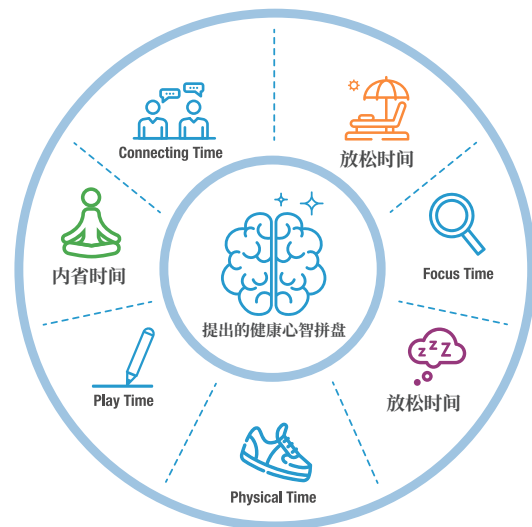 Connecting Time
放松时间
内省时间
Focus Time
提出的健康心智拼盘
zzZ
Play Time
放松时间
Physical Time